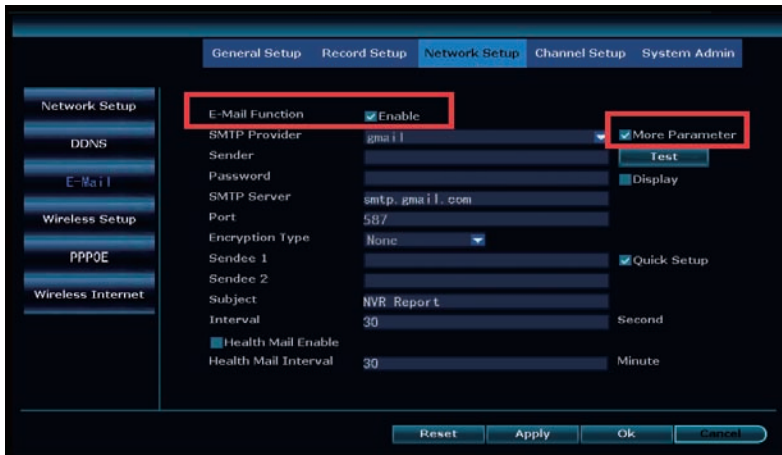 General Setup Record Setup Network Setup Channel Setup System Admin
Network Setup
DDNS
E-Mail
Wireless Setup
PPPOE
Wireless Internet
E-Mail Function Enable
SMTP Provider gmail More Parameter
Sender Test
Password Display
SMTP Server smtp.gmail.com
Port 587
Encryption Type None
Sendee 1 Quick Setup
Sendee 2
Subject NVR Report
Interval 30 Second
Health Mail Enable
Health Mail Interval 30 Minute
Reset Apply Ok Cancel